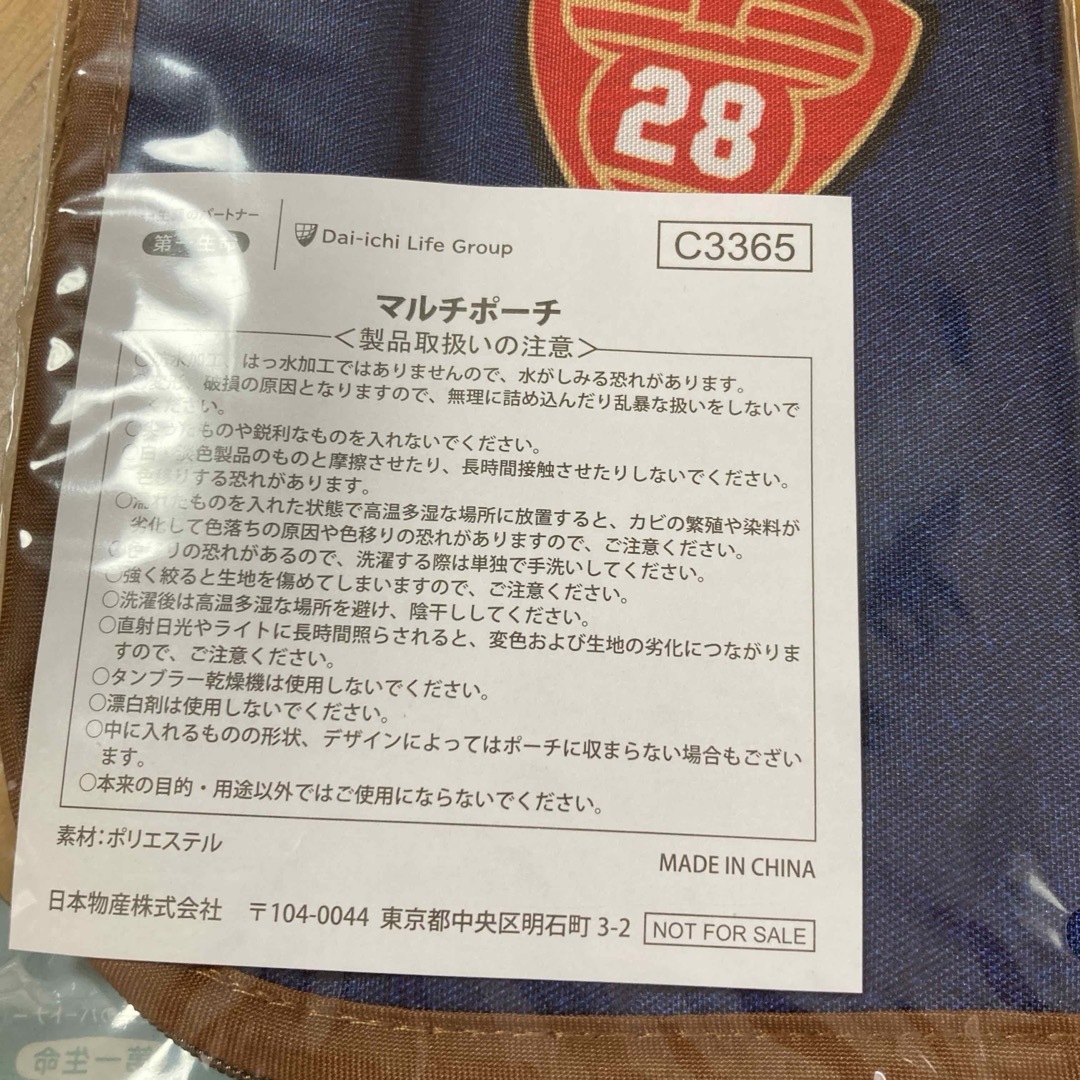 28
のパートナー
第一生命
Dai-ichi Life Group
C3365
マルチポーチ
＜製品取扱いの注意＞
はっ水加工ではありませんので、水がしみる恐れがあります。
破損の原因となりますので、無理に詰め込んだり乱暴な扱いをしないで
い。
ものや鋭利なものを入れないでください。
淡色製品のものと摩擦させたり、長時間接触させたりしないでください。
色移りする恐れがあります。
○濡れたものを入れた状態で高温多湿な場所に放置すると、カビの繁殖や染料が
劣化して色落ちの原因や色移りの恐れがありますので、ご注意ください。
の恐れがあるので、洗濯する際は単独で手洗いしてください。
○強く絞ると生地を傷めてしまいますので、ご注意ください。
○洗濯後は高温多湿な場所を避け、陰干ししてください。
○直射日光やライトに長時間照らされると、変色および生地の劣化につながりま
すので、ご注意ください。
○タンブラー乾燥機は使用しないでください。
○漂白剤は使用しないでください。
○中に入れるものの形状、デザインによってはポーチに収まらない場合もござい
ます。
○本来の目的・用途以外ではご使用にならないでください。
素材：ポリエステル
MADE IN CHINA
日本物産株式会社 〒104-0044 東京都中央区明石町 3-2 NOT FOR SALE
パートナー
第一生命